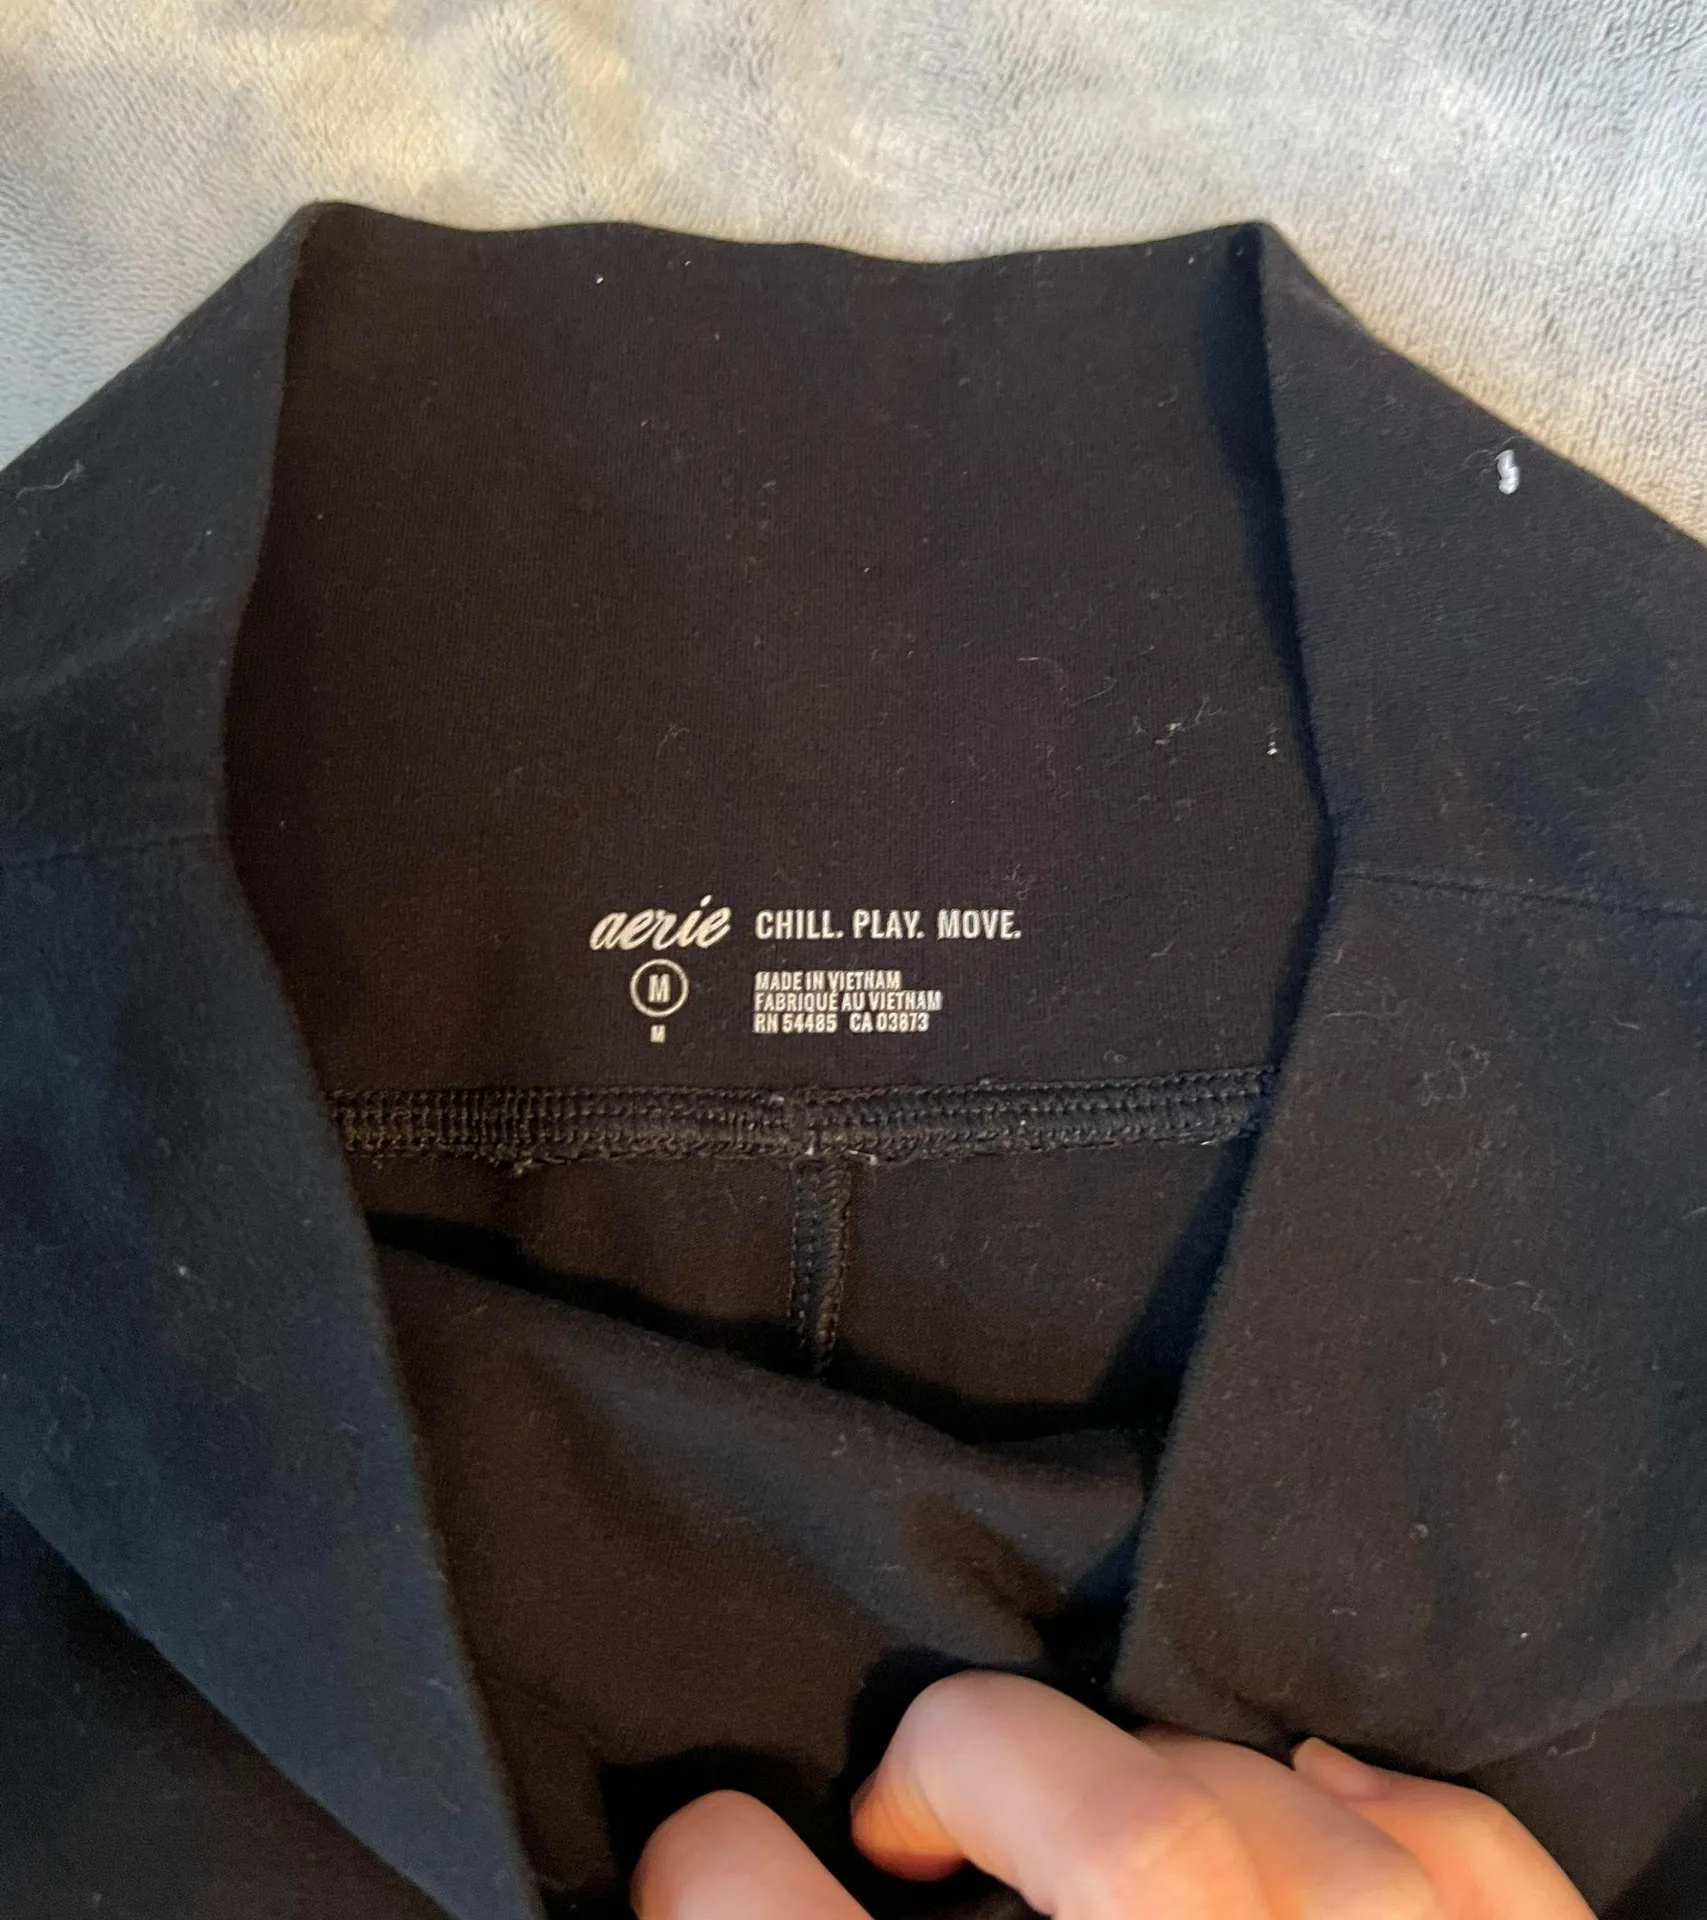 aerie CHILL. PLAY. MOVE.
M
M
MADE IN VIETNAM
FABRIQUÉ AU VIETNAM
RN 54485 CA 03873